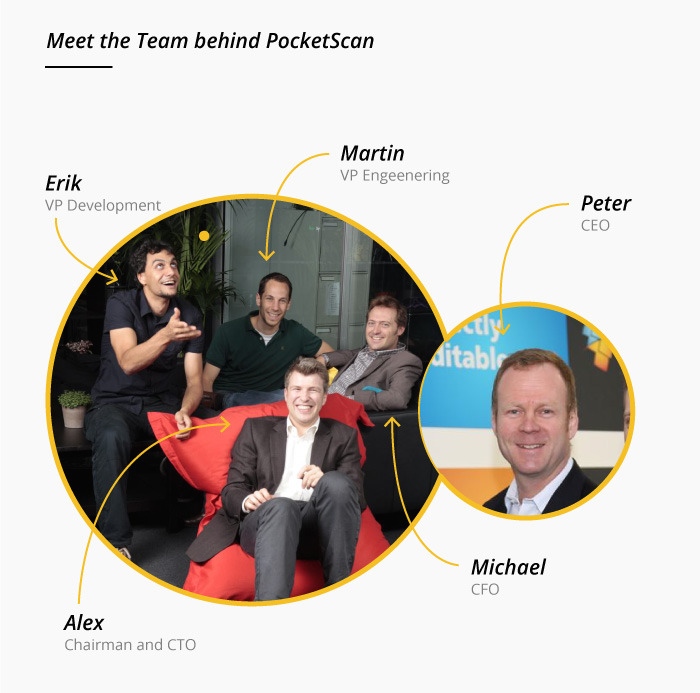 Meet the Team behind PocketScan
Martin
VP Engeenering
Erik
VP Development
Peter
CEO
ctly
ditable
Michael
CFO
Alex
Chairman and CTO